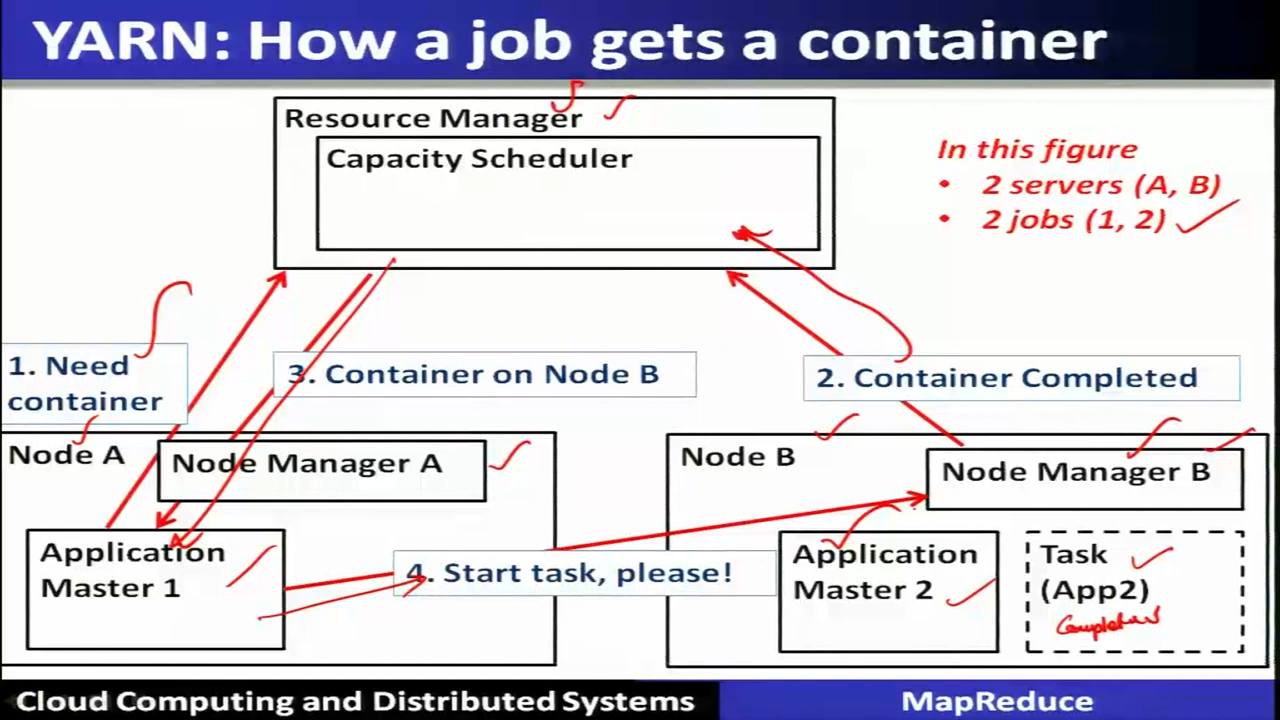 YARN: How a job gets a container
Resource Manager
Capacity Scheduler
In this figure
• 2 servers (A, B)
• 2 jobs (1, 2)
1. Need
container
3. Container on Node B
2. Container Completed
Node A
Node Manager A
Node B
Node Manager B
Application
Master 1
4. Start task, please!
Application
Master 2
Task
(App2)
Cloud Computing and Distributed Systems
MapReduce